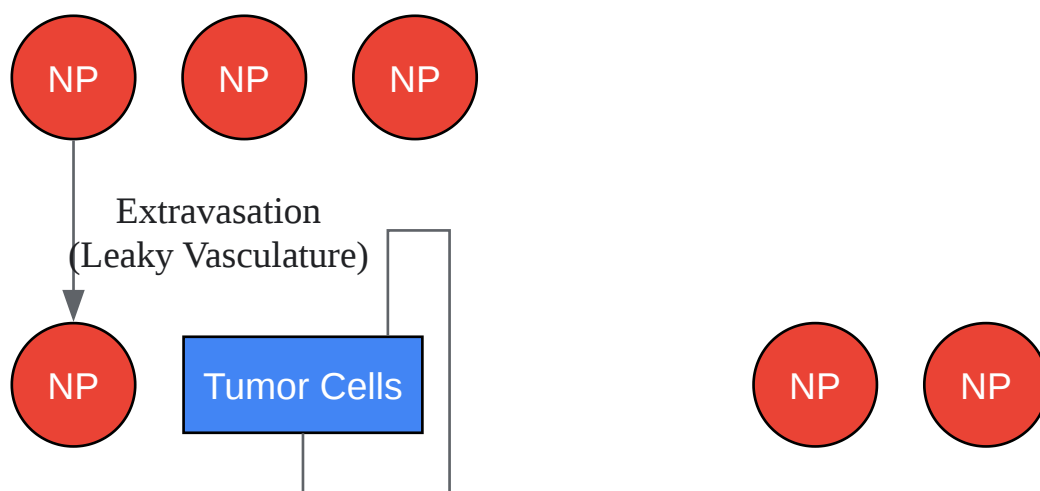 NP
NP
NP
Extravasation
(Leaky Vasculature)
NP
Tumor Cells
NP
NP